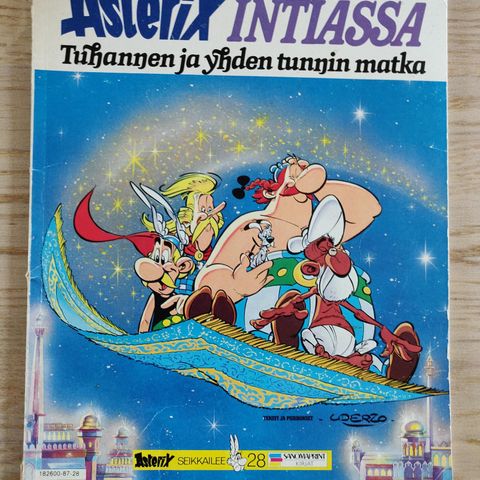 Asterix INTIASSA
Tuhannen ja yhden tunnin matka
TEKSTI JA PIIRROKSET - UDERZO -
Asterix SEIKKAILEE 28 SANOMAPRINT
KIRJAT
182600-87-28